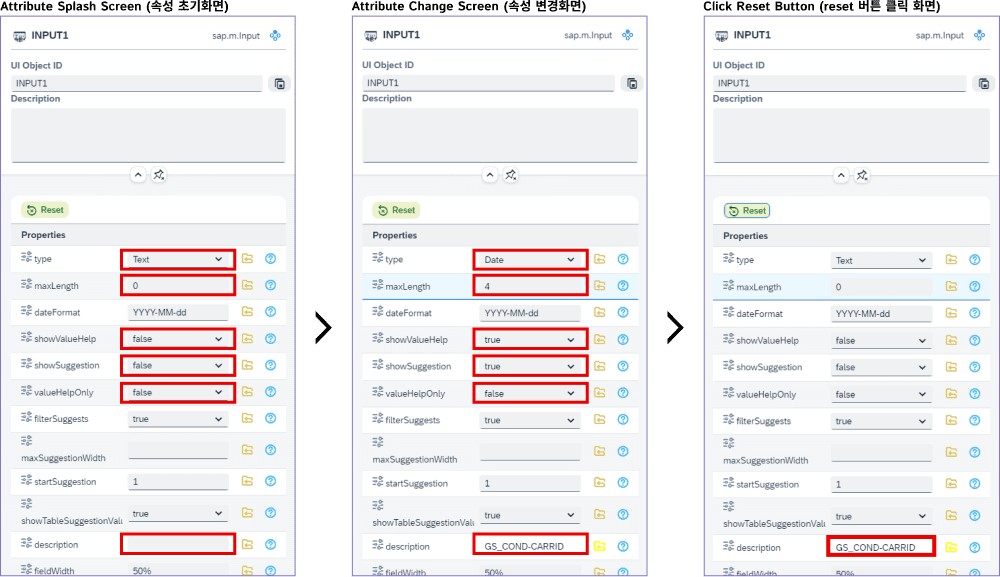 Attribute Splash Screen (속성 초기화면)
INPUT1 sap.m.Input
UI Object ID
INPUT1
Description
Reset
Properties
type Text
maxLength 0
dateFormat YYYY-MM-dd
showValueHelp false
showSuggestion false
valueHelpOnly false
filterSuggests true
maxSuggestionWidth
startSuggestion 1
showTableSuggestionValu true
description
fieldWidth 50%
Attribute Change Screen (속성 변경화면)
INPUT1 sap.m.Input
UI Object ID
INPUT1
Description
Reset
Properties
type Date
maxLength 4
dateFormat YYYY-MM-dd
showValueHelp true
showSuggestion true
valueHelpOnly false
filterSuggests true
maxSuggestionWidth
startSuggestion 1
showTableSuggestionValu true
description GS_COND-CARRID
fieldWidth 50%
Click Reset Button (reset 버튼 클릭 화면)
INPUT1 sap.m.Input
UI Object ID
INPUT1
Description
Reset
Properties
type Text
maxLength 0
dateFormat YYYY-MM-dd
showValueHelp false
showSuggestion false
valueHelpOnly false
filterSuggests true
maxSuggestionWidth
startSuggestion 1
showTableSuggestionValu true
description GS_COND-CARRID
fieldWidth 50%